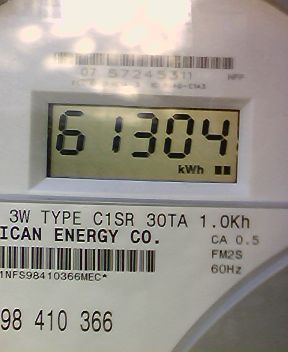 07 57245311 HPP
61304
kWh
3W TYPE C1SR 30TA 1.0Kh
ICAN ENERGY CO.
CA 0.5
FM2S
1NFS98410366MEC*
60Hz
98 410 366